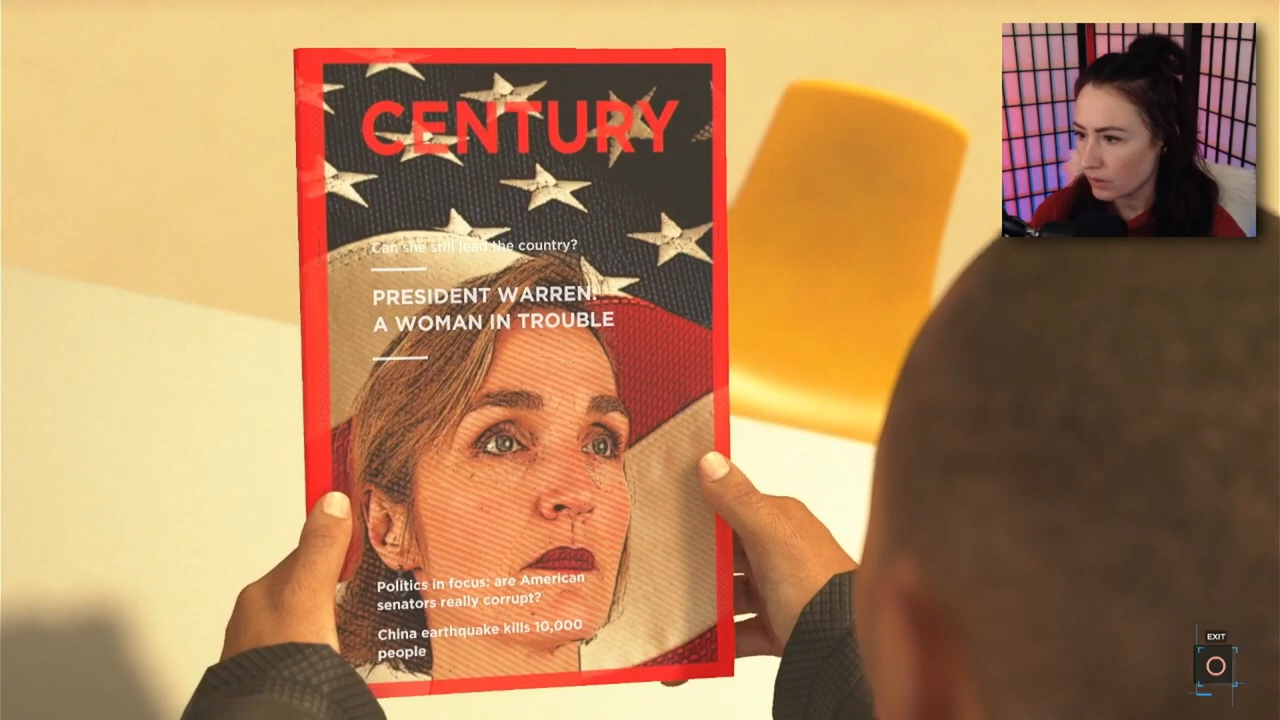 CENTURY
Can she still lead the country?
PRESIDENT WARREN:
A WOMAN IN TROUBLE
Politics in focus: are American
senators really corrupt?
China earthquake kills 10,000
people
EXIT